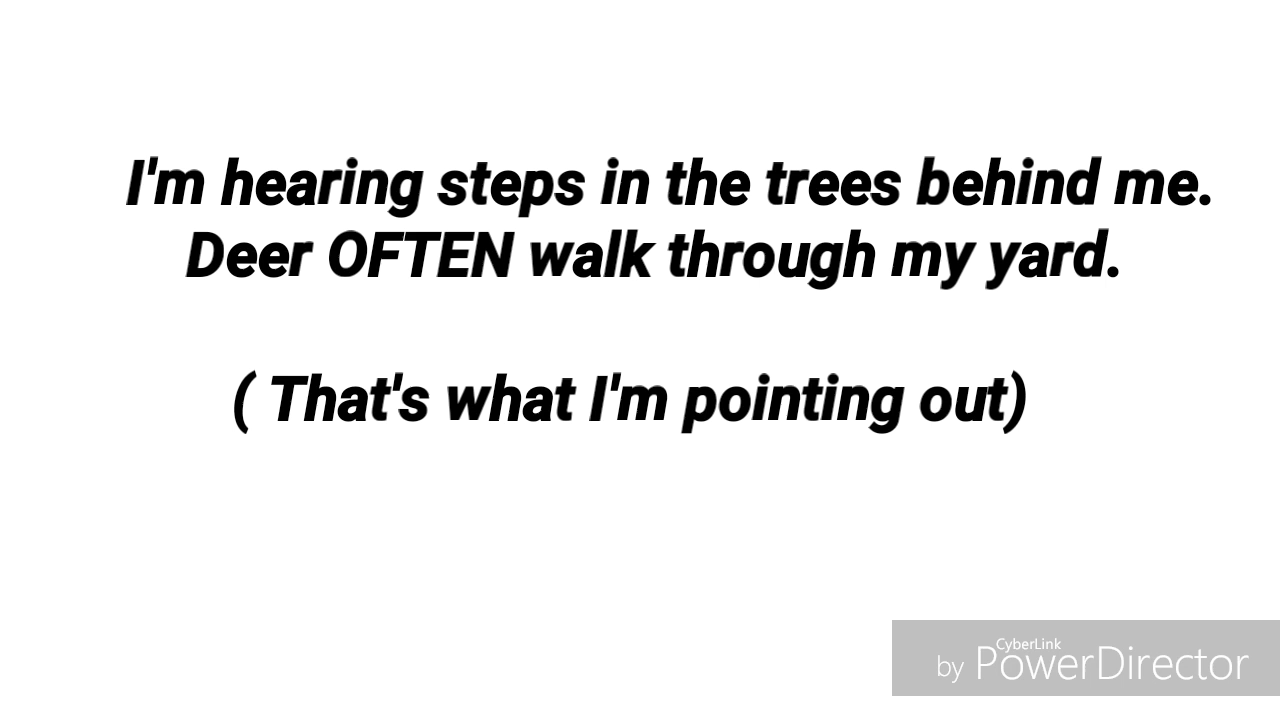 I'm hearing steps in the trees behind me.
Deer OFTEN walk through my yard.
( That's what I'm pointing out)
CyberLink
by PowerDirector